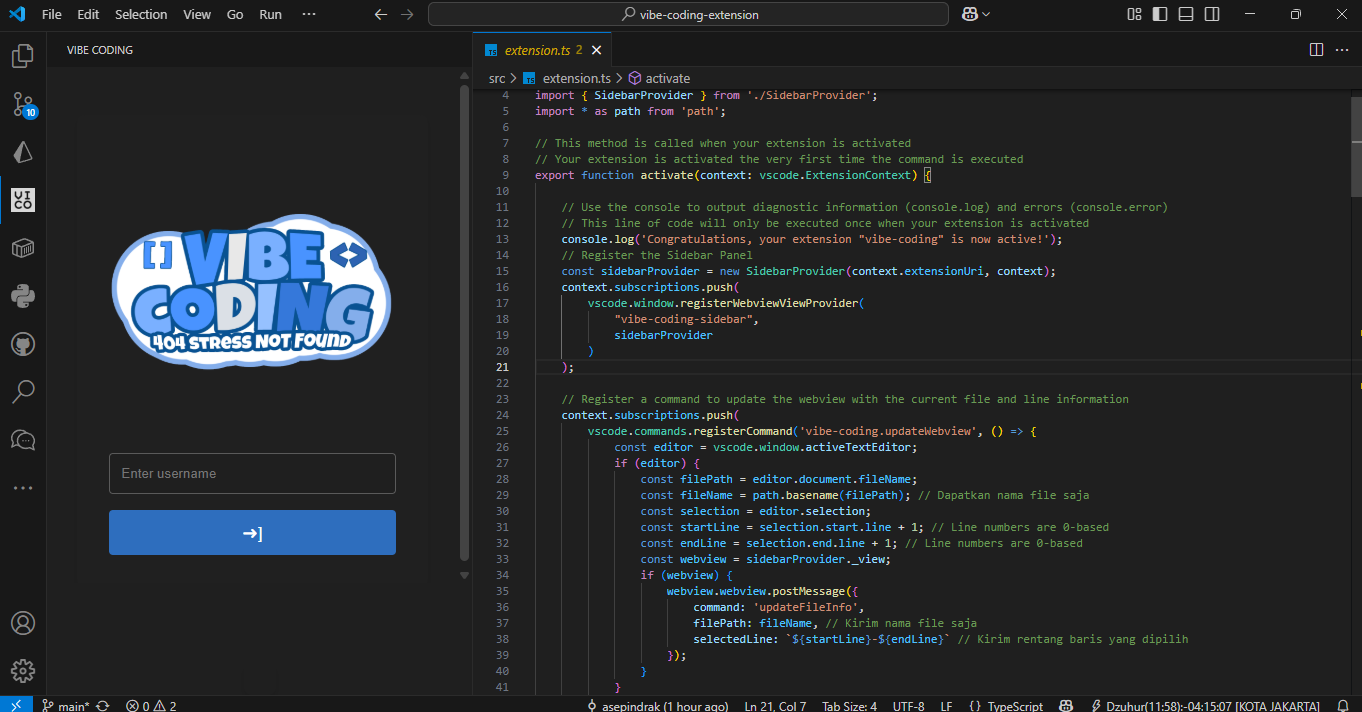 File Edit Selection View Go Run ··· vibe-coding-extension
VIBE CODING
10
VICO
[ ] VIBE < >
CODING
404 STRESS NOT FOUND
Enter username
extension.ts 2
src > extension.ts > activate
4 import { SidebarProvider } from './SidebarProvider';
5 import * as path from 'path';
6
7 // This method is called when your extension is activated
8 // Your extension is activated the very first time the command is executed
9 export function activate(context: vscode.ExtensionContext) {
10
11 // Use the console to output diagnostic information (console.log) and errors (console.error)
12 // This line of code will only be executed once when your extension is activated
13 console.log('Congratulations, your extension "vibe-coding" is now active!');
14 // Register the Sidebar Panel
15 const sidebarProvider = new SidebarProvider(context.extensionUri, context);
16 context.subscriptions.push(
17 vscode.window.registerWebviewViewProvider(
18 "vibe-coding-sidebar",
19 sidebarProvider
20 )
21 );
22
23 // Register a command to update the webview with the current file and line information
24 context.subscriptions.push(
25 vscode.commands.registerCommand('vibe-coding.updateWebview', () => {
26 const editor = vscode.window.activeTextEditor;
27 if (editor) {
28 const filePath = editor.document.fileName;
29 const fileName = path.basename(filePath); // Dapatkan nama file saja
30 const selection = editor.selection;
31 const startLine = selection.start.line + 1; // Line numbers are 0-based
32 const endLine = selection.end.line + 1; // Line numbers are 0-based
33 const webview = sidebarProvider._view;
34 if (webview) {
35 webview.webview.postMessage({
36 command: 'updateFileInfo',
37 filePath: fileName, // Kirim nama file saja
38 selectedLine: `${startLine}-${endLine}` // Kirim rentang baris yang dipilih
39 });
40 }
41 }
main* 0 2 asepindrak (1 hour ago) Ln 21, Col 7 Tab Size: 4 UTF-8 LF {} TypeScript Dzuhur(11:58):-04:15:07 [KOTA JAKARTA]